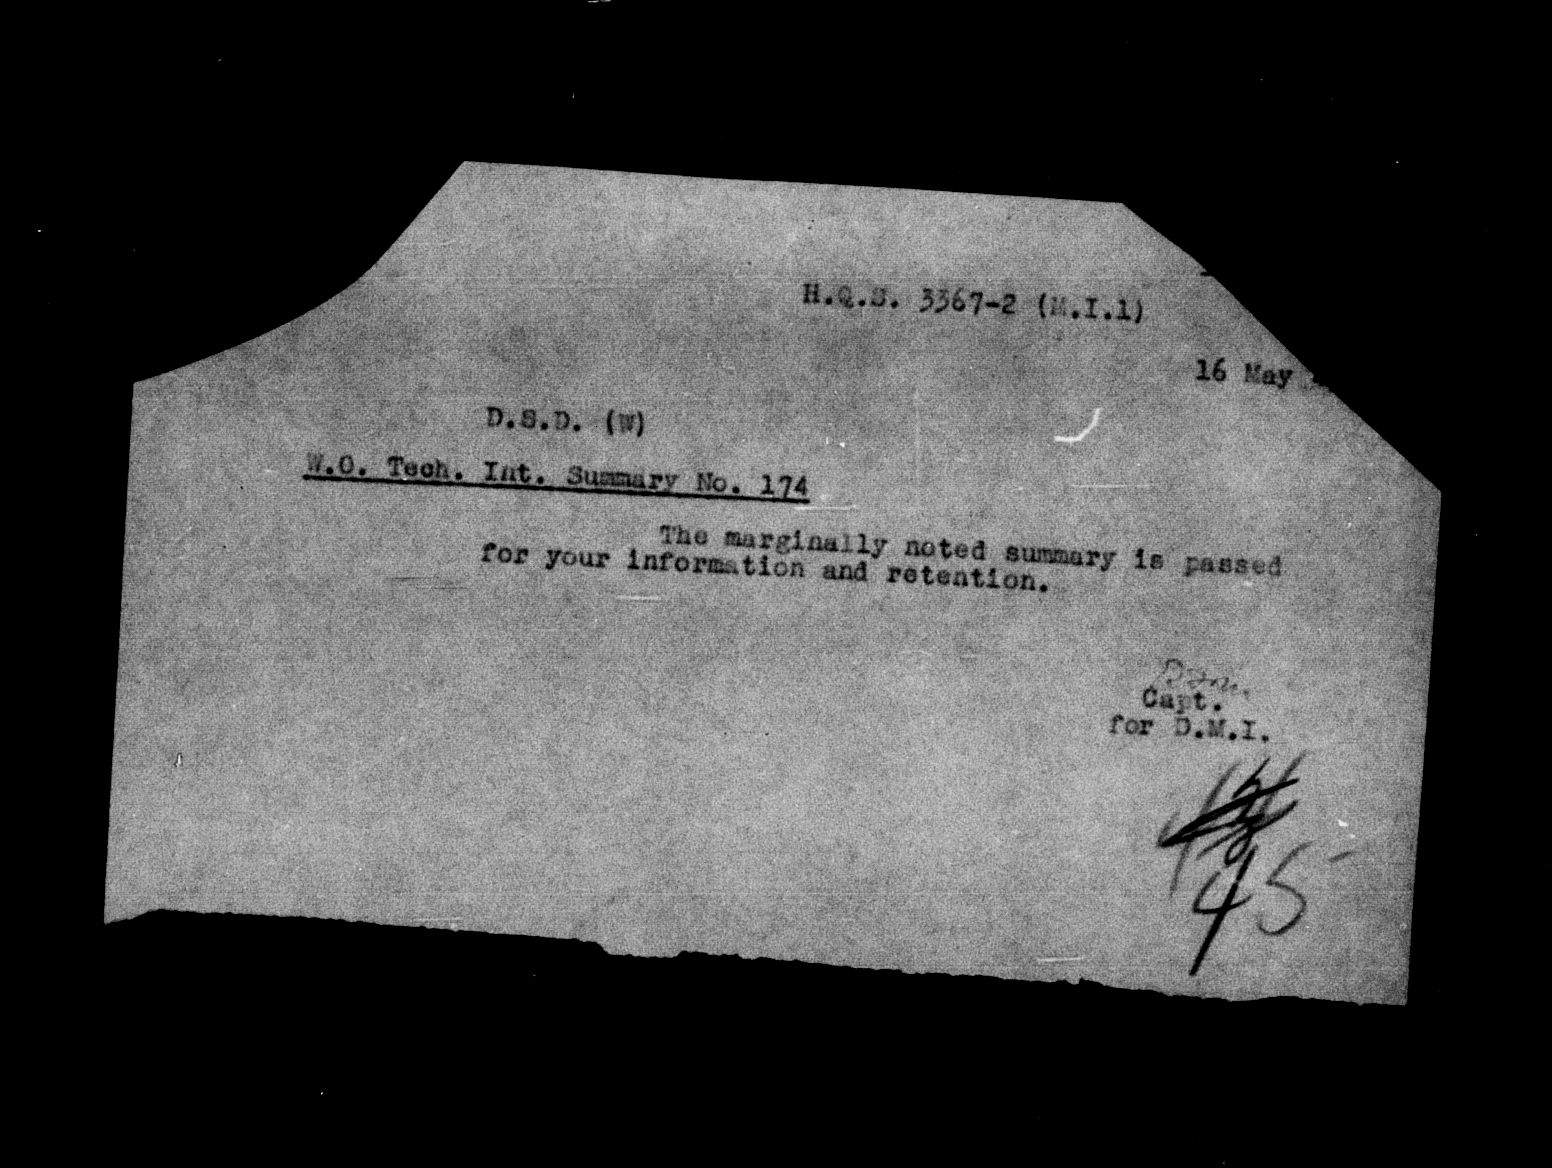 H.Q.S. 3367-2 (M.I.1)
16 May
D.S.D. (W)
W.O. Tech. Int. Summary No. 174
The marginally noted summary is passed
for your information and retention.
Capt.
for D.M.I.
45